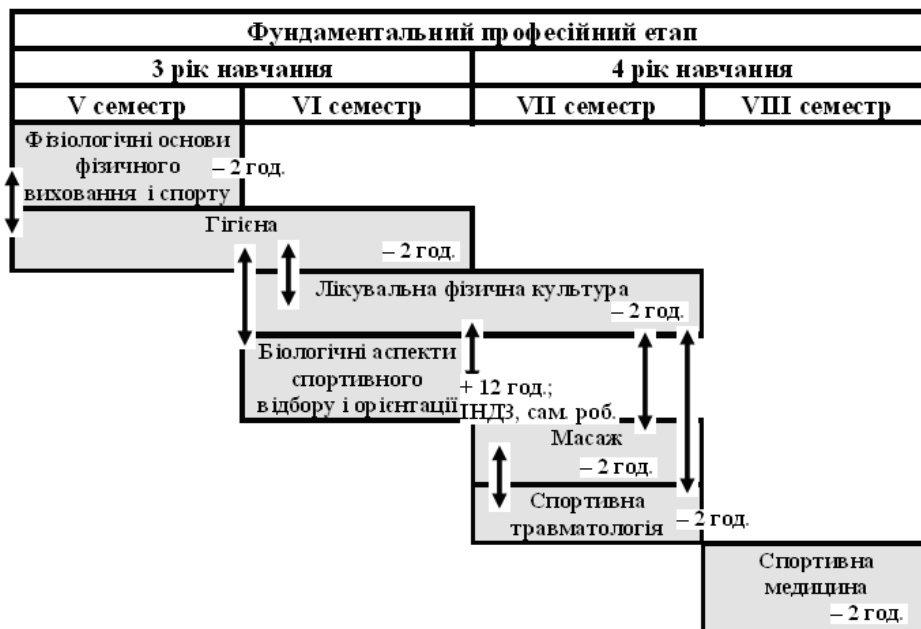 Фундаментальний професійний етап
3 рік навчання
4 рік навчання
V семестр
VI семестр
VII семестр
VIII семестр
Фізіологічні основи
фізичного
виховання і спорту
– 2 год.
Гігієна
– 2 год.
Лікувальна фізична культура
– 2 год.
Біологічні аспекти
спортивного
відбору і орієнтації
+ 12 год.;
ІНДЗ, сам. роб.
Масаж
– 2 год.
Спортивна
травматологія
– 2 год.
Спортивна
медицина
– 2 год.